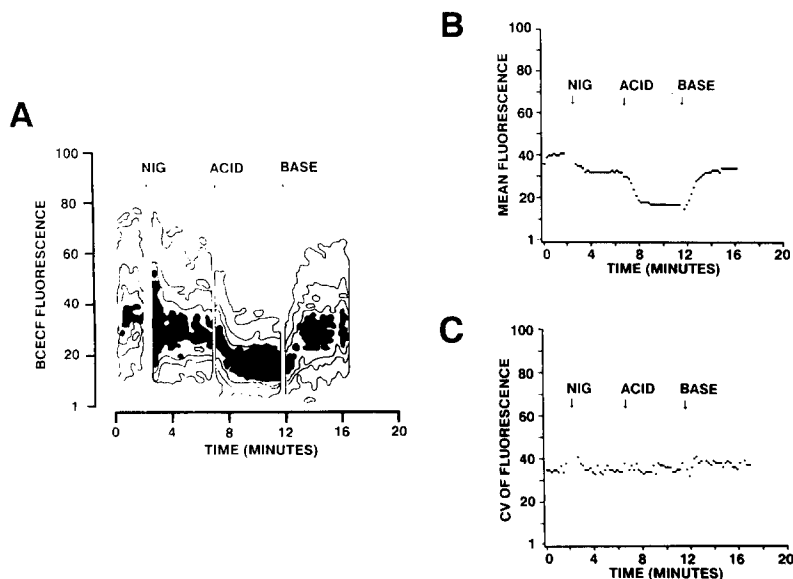 A
BCECF FLUORESCENCE
100
80
60
40
20
1
NIG ACID BASE
0 4 8 12 16 20
TIME (MINUTES)
B
MEAN FLUORESCENCE
100
80
60
40
20
1
NIG ACID BASE
0 4 8 12 16 20
TIME (MINUTES)
C
CV OF FLUORESCENCE
100
80
60
40
20
1
NIG ACID BASE
0 4 8 12 16 20
TIME (MINUTES)